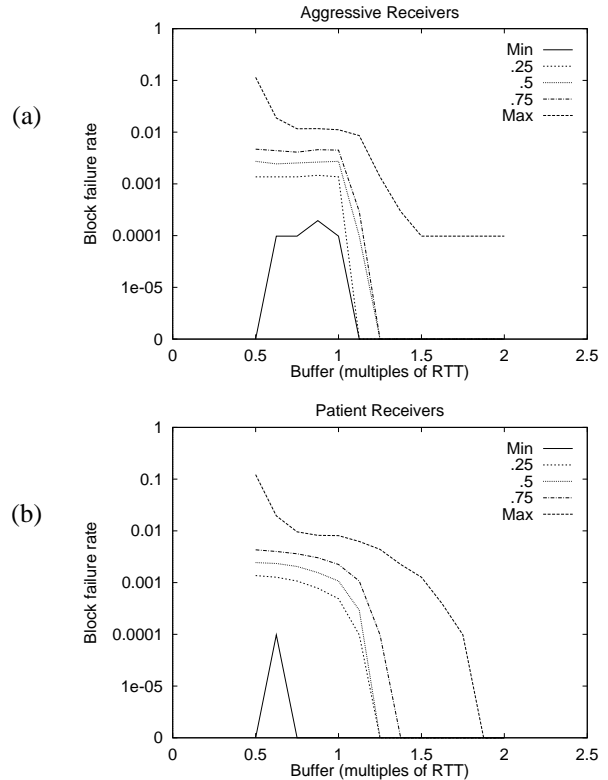 Aggressive Receivers
(a)
Block failure rate
1
0.1
0.01
0.001
0.0001
1e-05
0
Min
.25
.5
.75
Max
0 0.5 1 1.5 2 2.5
Buffer (multiples of RTT)
Patient Receivers
(b)
Block failure rate
1
0.1
0.01
0.001
0.0001
1e-05
0
Min
.25
.5
.75
Max
0 0.5 1 1.5 2 2.5
Buffer (multiples of RTT)